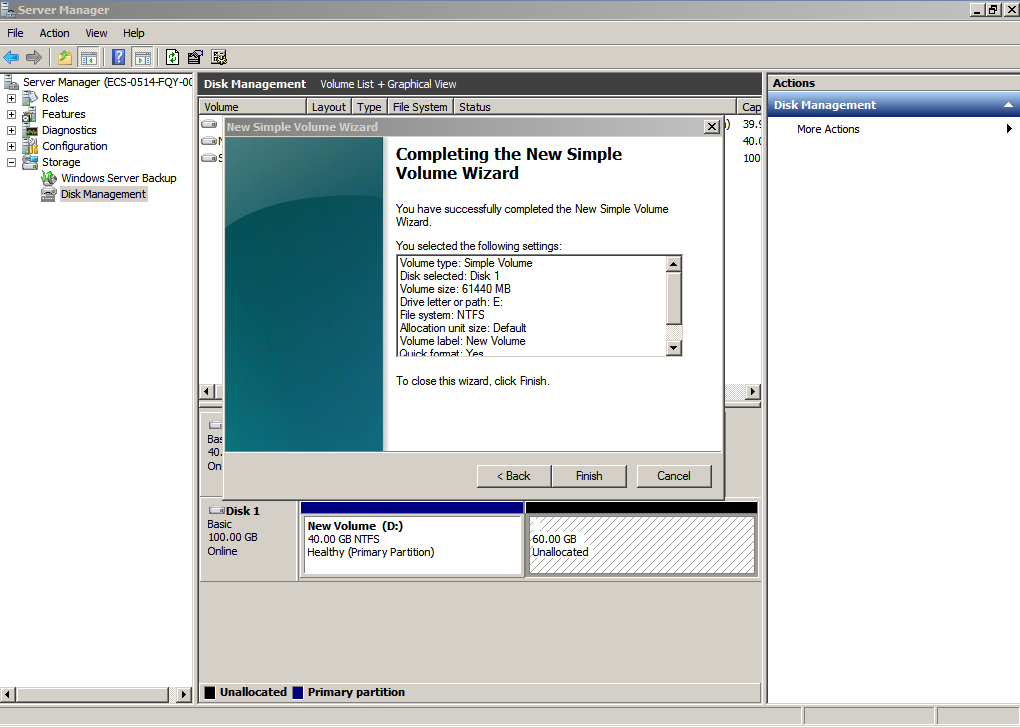 Server Manager
File Action View Help
Server Manager (ECS-0514-FQY-00
Roles
Features
Diagnostics
Configuration
Storage
Windows Server Backup
Disk Management
Disk Management Volume List + Graphical View
Volume Layout Type File System Status Cap
) 39.9
40.0
100
New Simple Volume Wizard
Completing the New Simple
Volume Wizard
You have successfully completed the New Simple Volume
Wizard.
You selected the following settings:
Volume type: Simple Volume
Disk selected: Disk 1
Volume size: 61440 MB
Drive letter or path: E:
File system: NTFS
Allocation unit size: Default
Volume label: New Volume
Quick format: Yes
To close this wizard, click Finish.
< Back Finish Cancel
Bas
40.
Onl
Disk 1
Basic
100.00 GB
Online
New Volume (D:)
40.00 GB NTFS
Healthy (Primary Partition)
60.00 GB
Unallocated
Unallocated Primary partition
Actions
Disk Management
More Actions